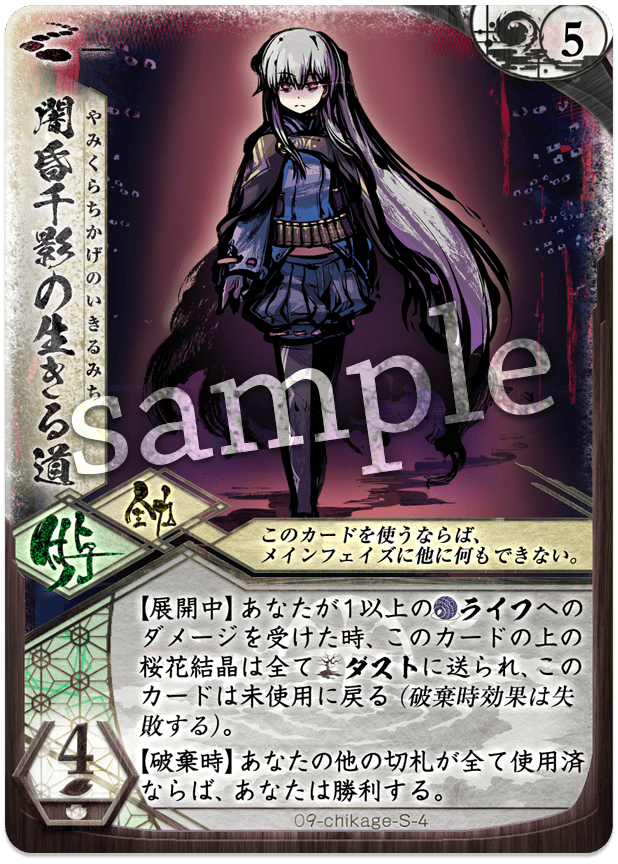 5
闇昏千影の生きる道
やみくらちかげのいきるみち
sample
付与
全力
このカードを使うならば、
メインフェイズに他に何もできない。
【展開中】あなたが1以上のライフへの
ダメージを受けた時、このカードの上の
桜花結晶は全てダストに送られ、この
カードは未使用に戻る(破棄時効果は失
敗する)。
【破棄時】あなたの他の切札が全て使用済
ならば、あなたは勝利する。
4
09-chikage-S-4